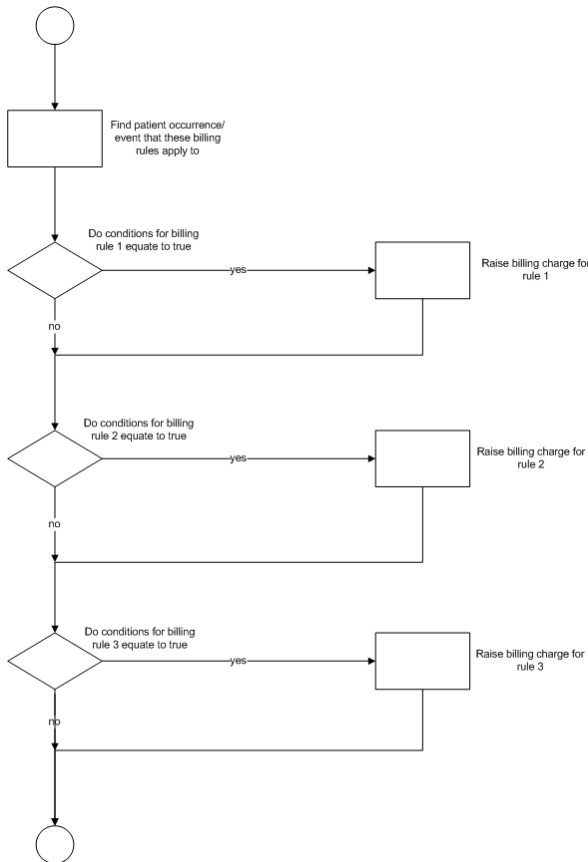 Find patient occurrence/
event that these billing
rules apply to
Do conditions for billing
rule 1 equate to true
yes
Raise billing charge for
rule 1
no
Do conditions for billing
rule 2 equate to true
yes
Raise billing charge for
rule 2
no
Do conditions for billing
rule 3 equate to true
yes
Raise billing charge for
rule 3
no